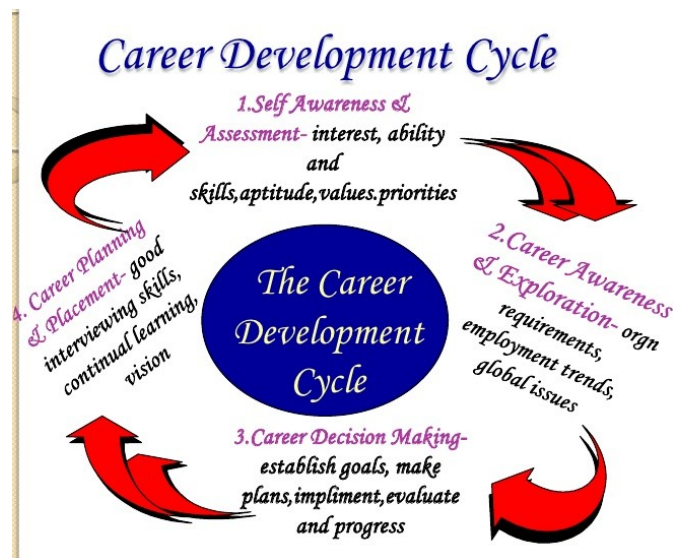 Career Development Cycle
1.Self Awareness &
Assessment- interest, ability
and
skills,aptitude,values.priorities
2.Career Awareness
& Exploration- orgn
requirements,
employment trends,
global issues
The Career
Development
Cycle
3.Career Decision Making-
establish goals, make
plans,impliment,evaluate
and progress
4. Career Planning
& Placement- good
interviewing skills,
continual learning,
vision